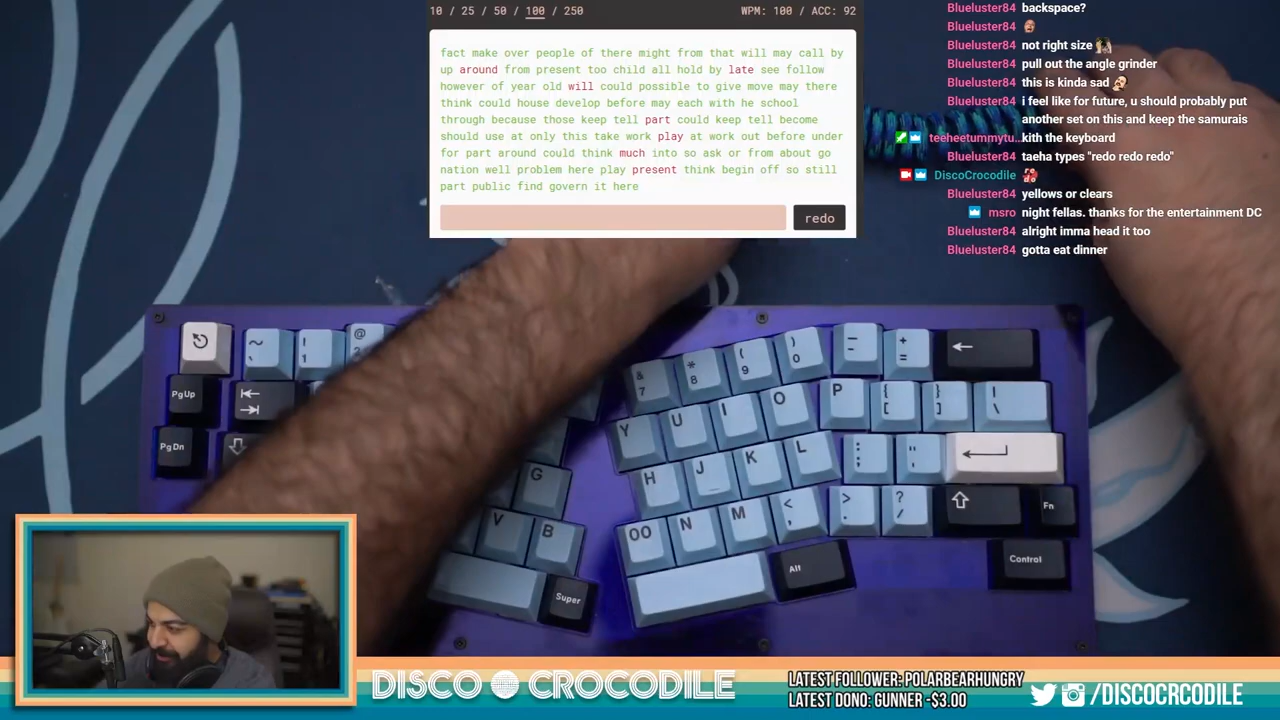 10 / 25 / 50 / 100 / 250
WPM: 100 / ACC: 92
fact make over people of there might from that will may call by
up around from present too child all hold by late see follow
however of year old will could possible to give move may there
think could house develop before may each with he school
through because those keep tell part could keep tell become
should use at only this take work play at work out before under
for part around could think much into so ask or from about go
nation well problem here play present think begin off so still
part public find govern it here
redo
Blueluster84 backspace?
Blueluster84
Blueluster84 not right size
Blueluster84 pull out the angle grinder
Blueluster84 this is kinda sad
Blueluster84 i feel like for future, u should probably put
another set on this and keep the samurais
teeheetummytu... kith the keyboard
Blueluster84 taeha types "redo redo redo"
DiscoCrocodile
Blueluster84 yellows or clears
msro night fellas. thanks for the entertainment DC
Blueluster84 alright imma head it too
Blueluster84 gotta eat dinner
~ ! 1 @ 2
& 7 * 8 ( 9 ) 0 _ - + =
PgUp
Y U I O P { [ } ] | \
PgDn
G H J K L : ; " '
V B 00 N M < , > . ? / Fn
Super Alt Control
DISCO CROCODILE
LATEST FOLLOWER: POLARBEARHUNGRY
LATEST DONO: GUNNER -$3.00
/DISCOCRCODILE